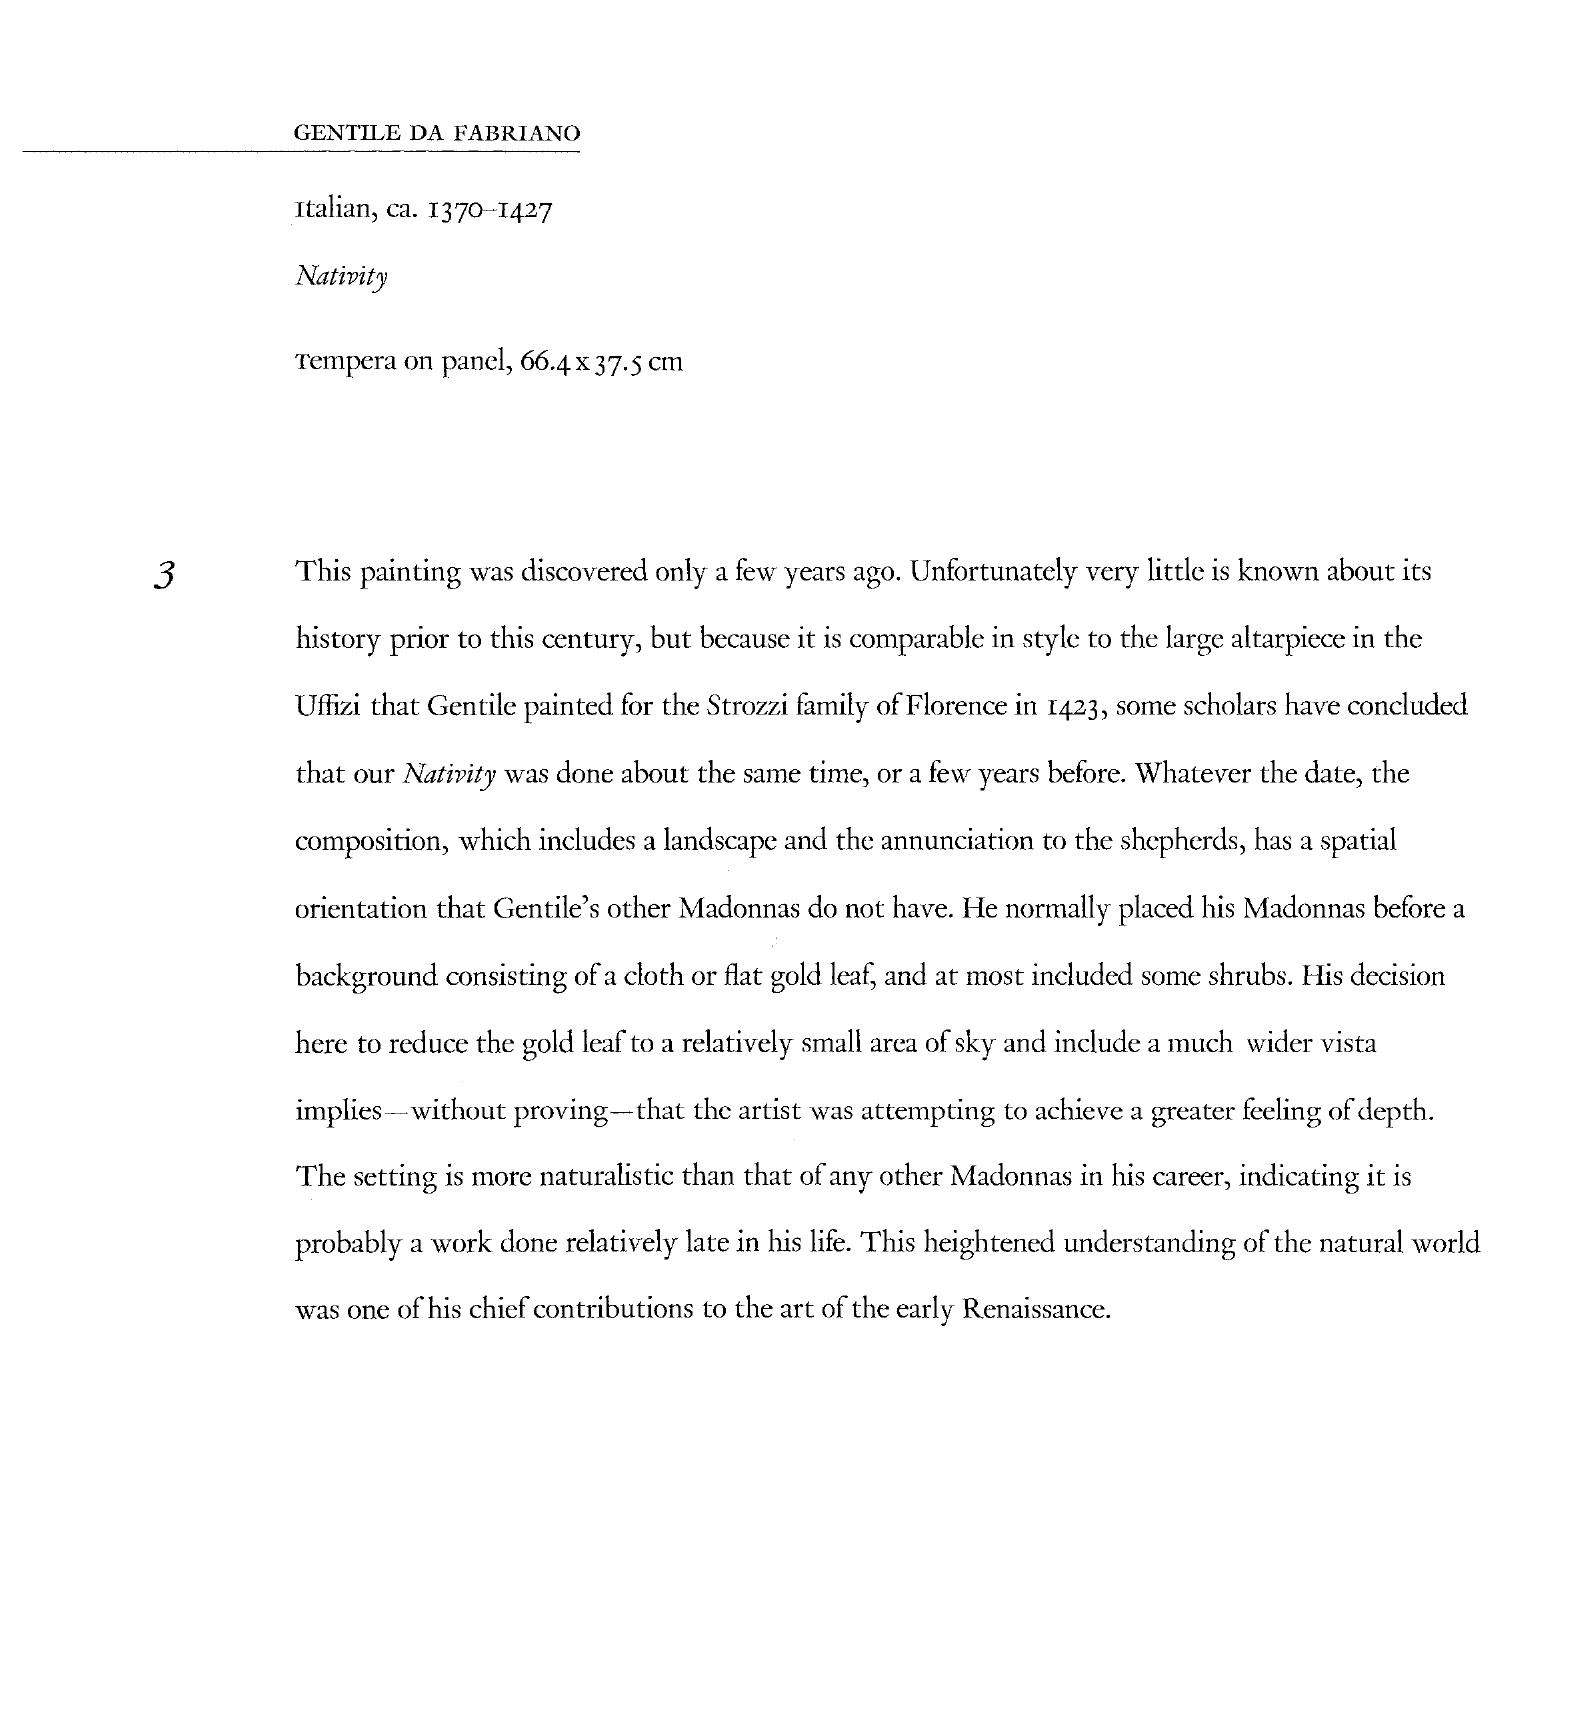 GENTILE DA FABRIANO
Italian, ca. 1370–1427
Nativity
Tempera on panel, 66.4 x 37.5 cm
3
This painting was discovered only a few years ago. Unfortunately very little is known about its
history prior to this century, but because it is comparable in style to the large altarpiece in the
Uffizi that Gentile painted for the Strozzi family of Florence in 1423, some scholars have concluded
that our Nativity was done about the same time, or a few years before. Whatever the date, the
composition, which includes a landscape and the annunciation to the shepherds, has a spatial
orientation that Gentile's other Madonnas do not have. He normally placed his Madonnas before a
background consisting of a cloth or flat gold leaf, and at most included some shrubs. His decision
here to reduce the gold leaf to a relatively small area of sky and include a much wider vista
implies—without proving—that the artist was attempting to achieve a greater feeling of depth.
The setting is more naturalistic than that of any other Madonnas in his career, indicating it is
probably a work done relatively late in his life. This heightened understanding of the natural world
was one of his chief contributions to the art of the early Renaissance.